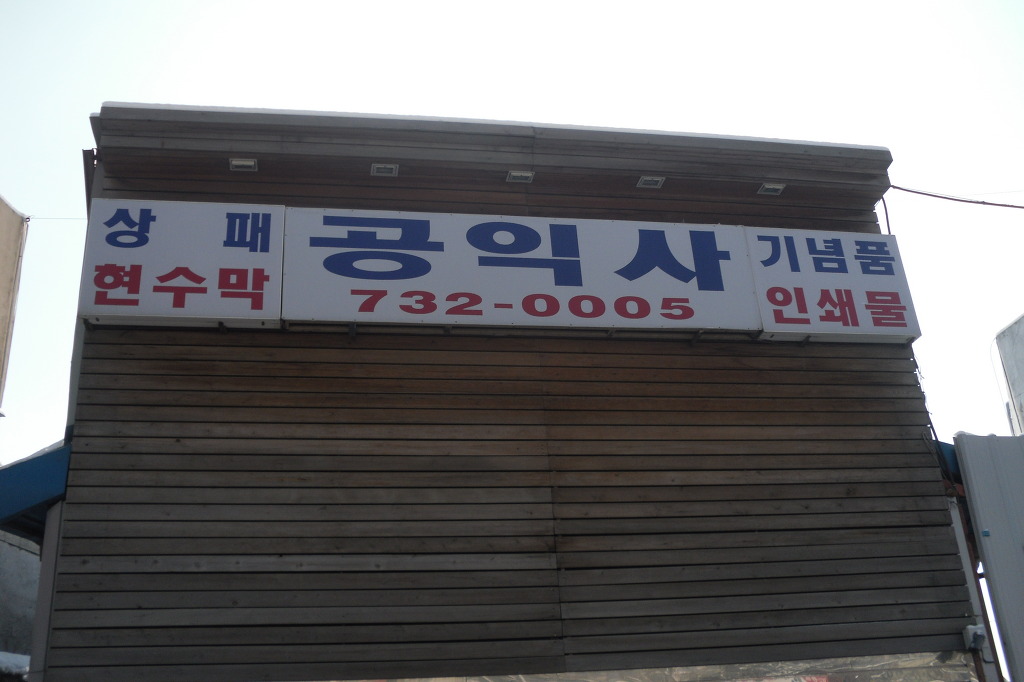 상패
현수막
공익사
732-0005
기념품
인쇄물